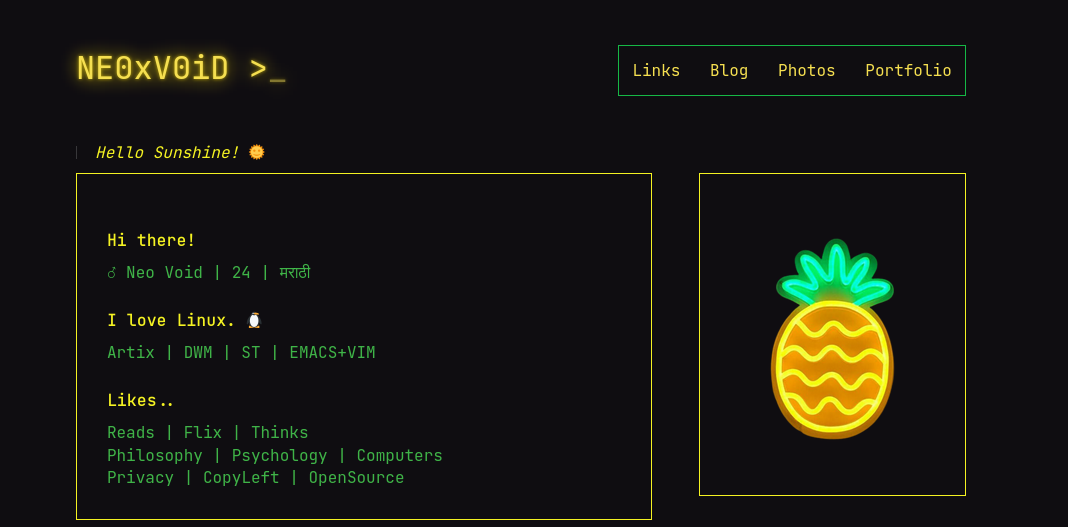 NE0xV0iD >_
Links Blog Photos Portfolio
Hello Sunshine! 🌞
Hi there!
♂ Neo Void | 24 | मराठी
I love Linux. 🐧
Artix | DWM | ST | EMACS+VIM
Likes..
Reads | Flix | Thinks
Philosophy | Psychology | Computers
Privacy | CopyLeft | OpenSource